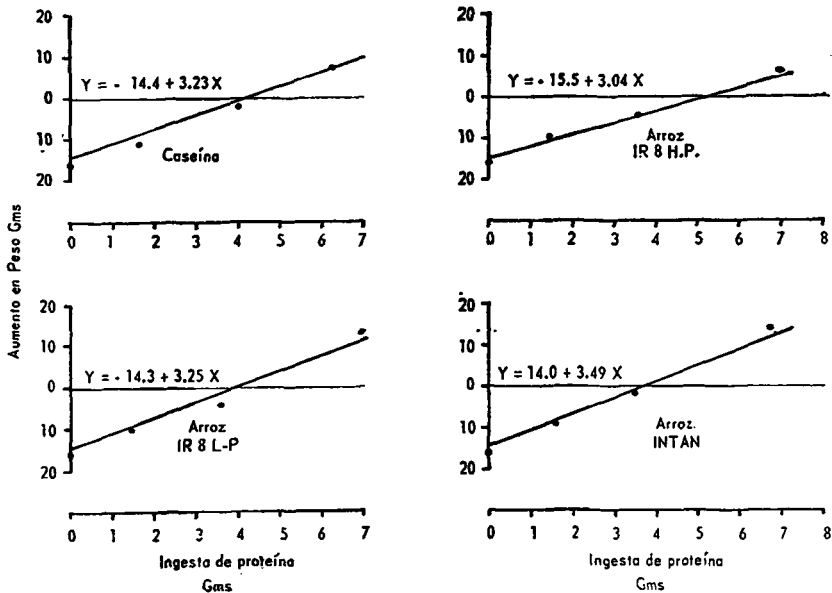 Aumento en Peso Gms
20
10
0
10
20
Y = - 14.4 + 3.23 X
Caseína
0 1 2 3 4 5 6 7
20
10
0
10
20
Y = - 15.5 + 3.04 X
Arroz
IR 8 H.P.
0 1 2 3 4 5 6 7 8
20
10
0
10
20
Y = - 14.3 + 3.25 X
Arroz
IR 8 L-P
0 1 2 3 4 5 6 7
Ingesta de proteína
Gms
20
10
0
10
20
Y = 14.0 + 3.49 X
Arroz.
INTAN
0 1 2 3 4 5 6 7 8
Ingesta de proteína
Gms